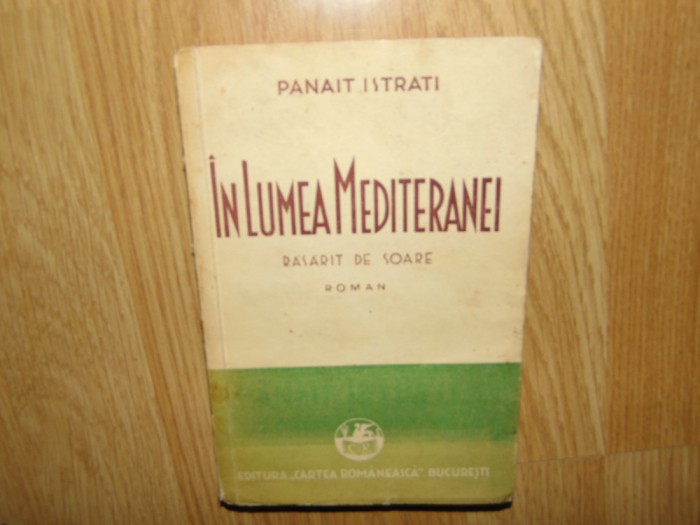 PANAIT ISTRATI
ÎN LUMEA MEDITERANEI
RĂSĂRIT DE SOARE
ROMAN
EDITURA „CARTEA ROMÂNEASCĂ" BUCUREȘTI